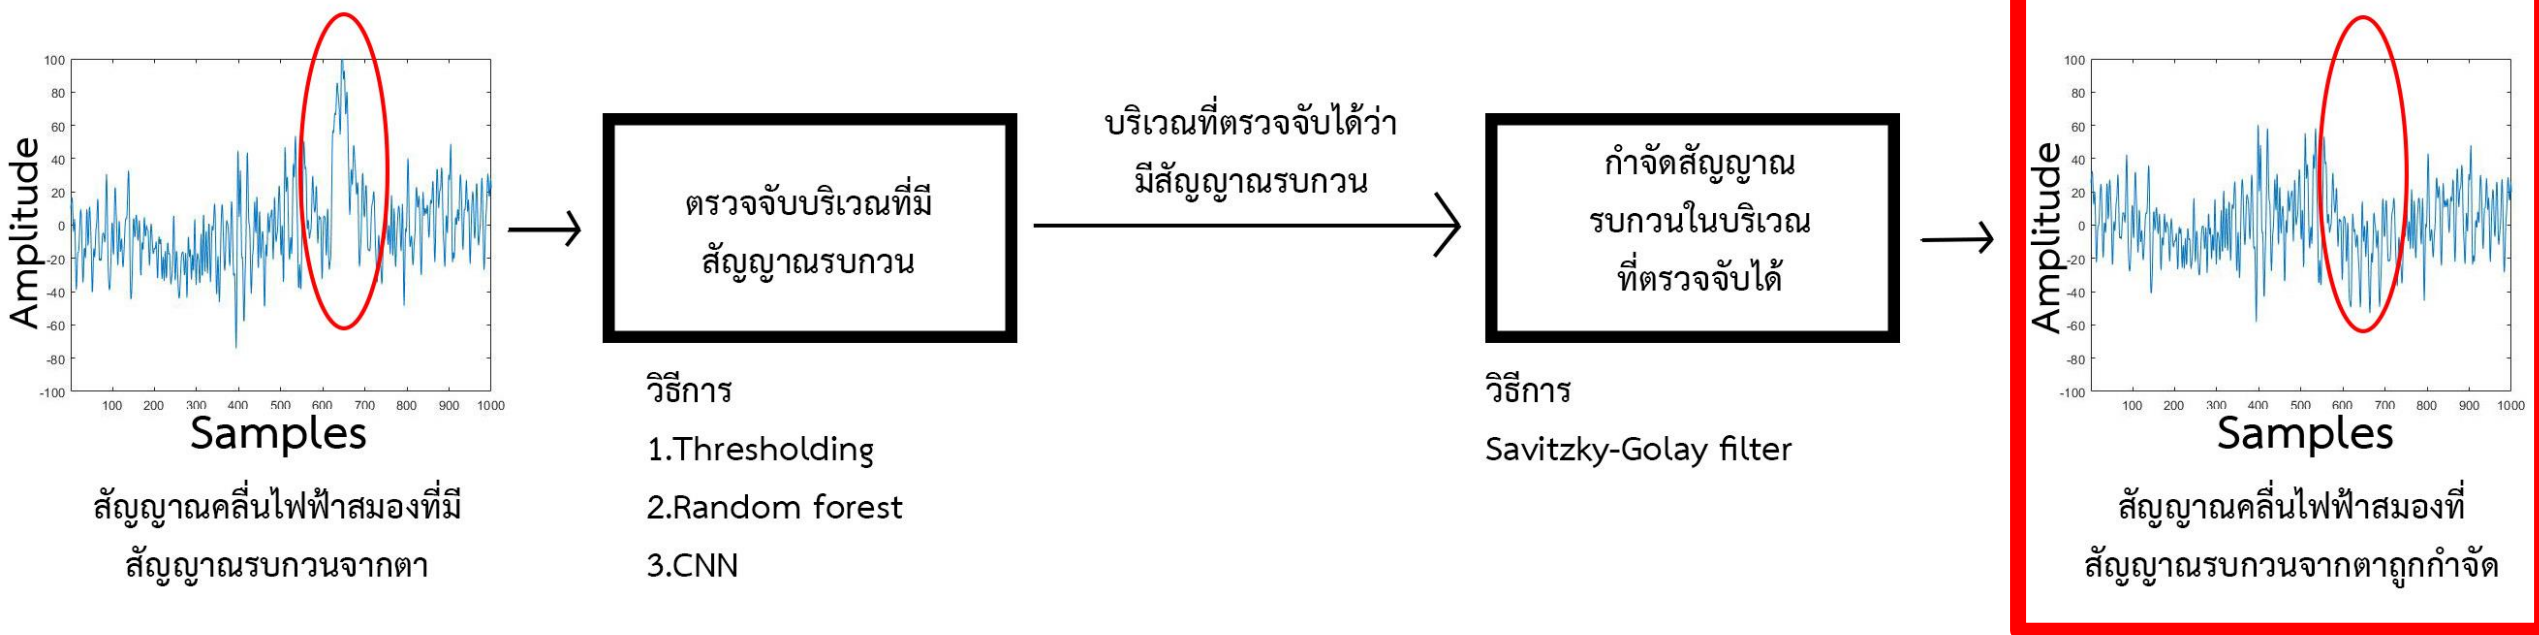 100
80
60
40
20
0
-20
-40
-60
-80
-100
Amplitude
100 200 300 400 500 600 700 800 900 1000
Samples
สัญญาณคลื่นไฟฟ้าสมองที่มี
สัญญาณรบกวนจากตา
ตรวจจับบริเวณที่มี
สัญญาณรบกวน
วิธีการ
1.Thresholding
2.Random forest
3.CNN
บริเวณที่ตรวจจับได้ว่า
มีสัญญาณรบกวน
กำจัดสัญญาณ
รบกวนในบริเวณ
ที่ตรวจจับได้
วิธีการ
Savitzky-Golay filter
100
80
60
40
20
0
-20
-40
-60
-80
-100
Amplitude
100 200 300 400 500 600 700 800 900 1000
Samples
สัญญาณคลื่นไฟฟ้าสมองที่
สัญญาณรบกวนจากตาถูกกำจัด